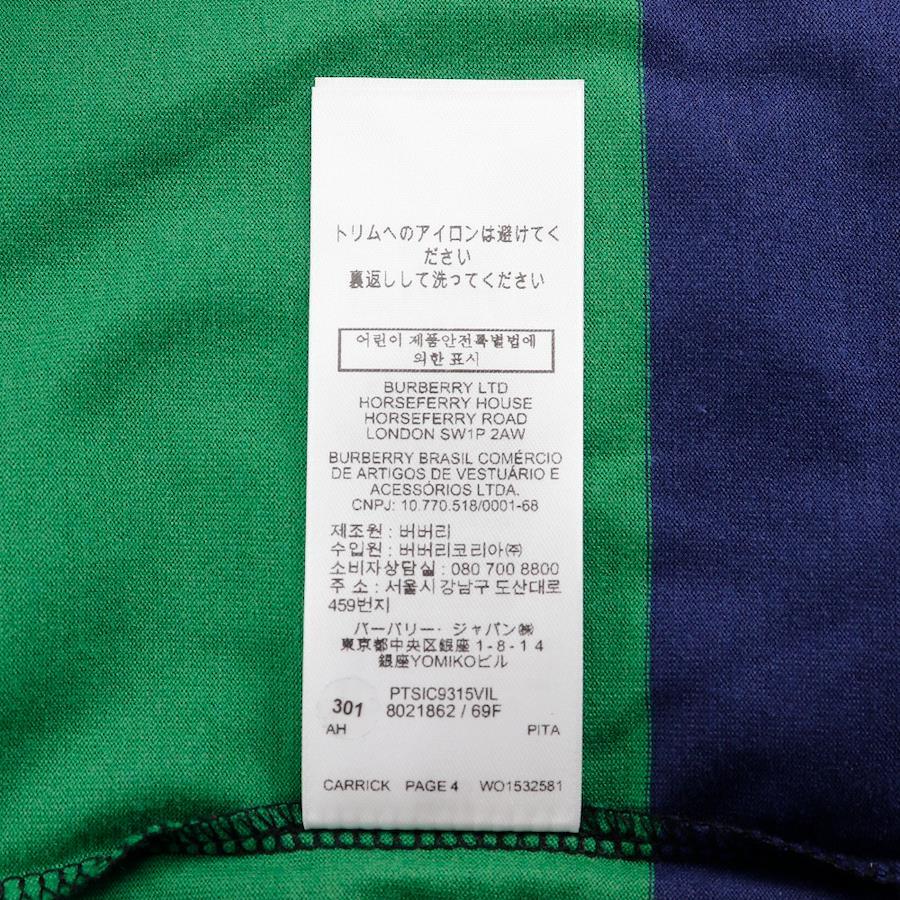 トリムへのアイロンは避けてく
ださい
裏返しして洗ってください
어린이 제품안전특별법에
의한 표시
BURBERRY LTD
HORSEFERRY HOUSE
HORSEFERRY ROAD
LONDON SW1P 2AW
BURBERRY BRASIL COMÉRCIO
DE ARTIGOS DE VESTUÁRIO E
ACESSÓRIOS LTDA.
CNPJ: 10.770.518/0001-68
제조원 : 버버리
수입원 : 버버리코리아㈜
소비자상담실 : 080 700 8800
주 소 : 서울시 강남구 도산대로
459번지
バーバリー・ジャパン㈱
東京都中央区銀座 1 - 8 - 1 4
銀座YOMIKOビル
PTSIC9315VIL
301 8021862 / 69F
AH PITA
CARRICK PAGE 4 WO1532581